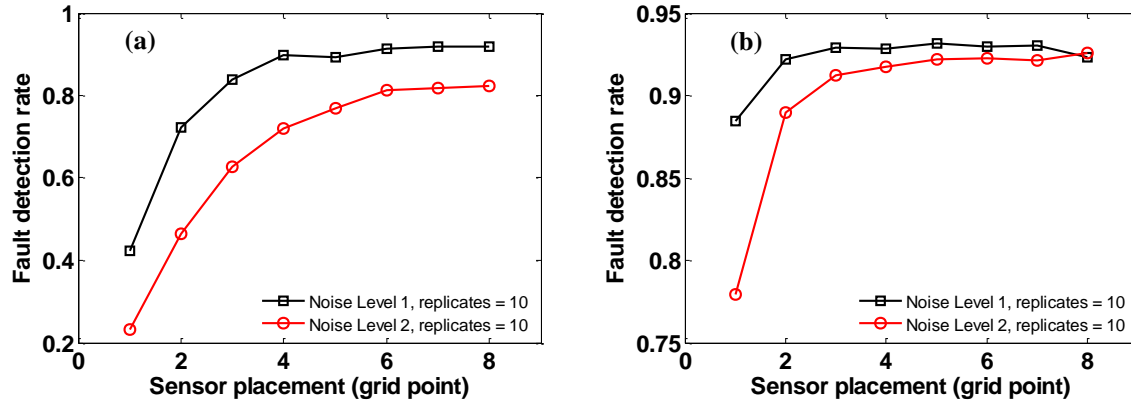 (a)
Fault detection rate
1
0.8
0.6
0.4
0.2
0 2 4 6 8
Sensor placement (grid point)
Noise Level 1, replicates = 10
Noise Level 2, replicates = 10
(b)
Fault detection rate
0.95
0.9
0.85
0.8
0.75
0 2 4 6 8
Sensor placement (grid point)
Noise Level 1, replicates = 10
Noise Level 2, replicates = 10